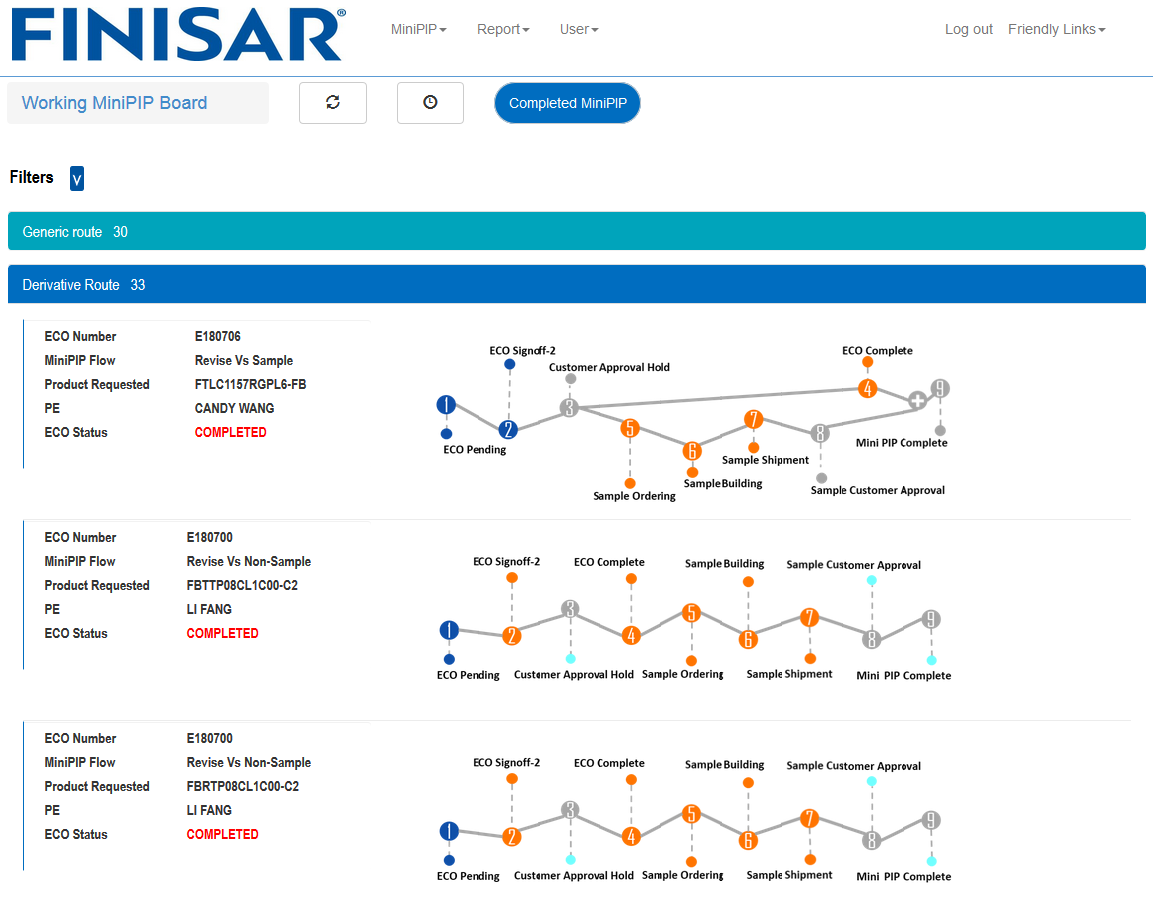 FINISAR®
MiniPIP Report User Log out Friendly Links
Working MiniPIP Board Completed MiniPIP
Filters V
Generic route 30
Derivative Route 33
ECO Number E180706
MiniPIP Flow Revise Vs Sample
Product Requested FTLC1157RGPL6-FB
PE CANDY WANG
ECO Status COMPLETED
ECO Signoff-2 ECO Complete
Customer Approval Hold
1 2 3 4 5 6 7 8 + 9
ECO Pending Mini PIP Complete
Sample Shipment
Sample Building
Sample Ordering Sample Customer Approval
ECO Number E180700
MiniPIP Flow Revise Vs Non-Sample
Product Requested FBTTP08CL1C00-C2
PE LI FANG
ECO Status COMPLETED
ECO Signoff-2 ECO Complete Sample Building Sample Customer Approval
1 2 3 4 5 6 7 8 9
ECO Pending Customer Approval Hold Sample Ordering Sample Shipment Mini PIP Complete
ECO Number E180700
MiniPIP Flow Revise Vs Non-Sample
Product Requested FBRTP08CL1C00-C2
PE LI FANG
ECO Status COMPLETED
ECO Signoff-2 ECO Complete Sample Building Sample Customer Approval
1 2 3 4 5 6 7 8 9
ECO Pending Customer Approval Hold Sample Ordering Sample Shipment Mini PIP Complete